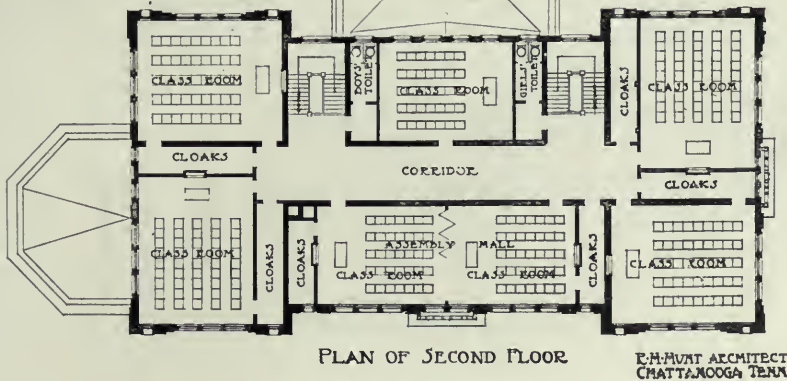 CLASS ROOM
BOYS' TOILET
CLASS ROOM
GIRLS' TOILET
CLOAKS
CLASS ROOM
CLOAKS
CORRIDOR
CLOAKS
CLASS ROOM
CLOAKS
CLOAKS
ASSEMBLY HALL
CLASS ROOM
CLASS ROOM
CLOAKS
CLASS ROOM
PLAN OF SECOND FLOOR
R·H·HUNT ARCHITECT
CHATTANOOGA TENN